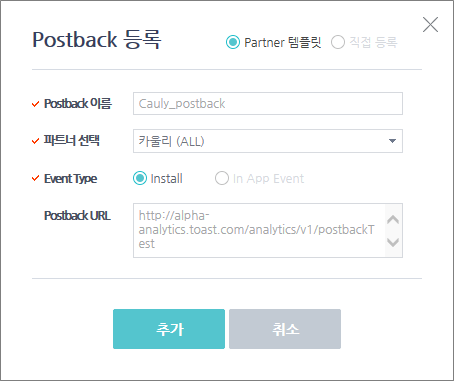 Postback 등록
Partner 템플릿 직접 등록
Postback 이름 Cauly_postback
파트너 선택 카울리 (ALL)
Event Type Install In App Event
Postback URL http://alpha-
analytics.toast.com/analytics/v1/postbackT
est
추가 취소